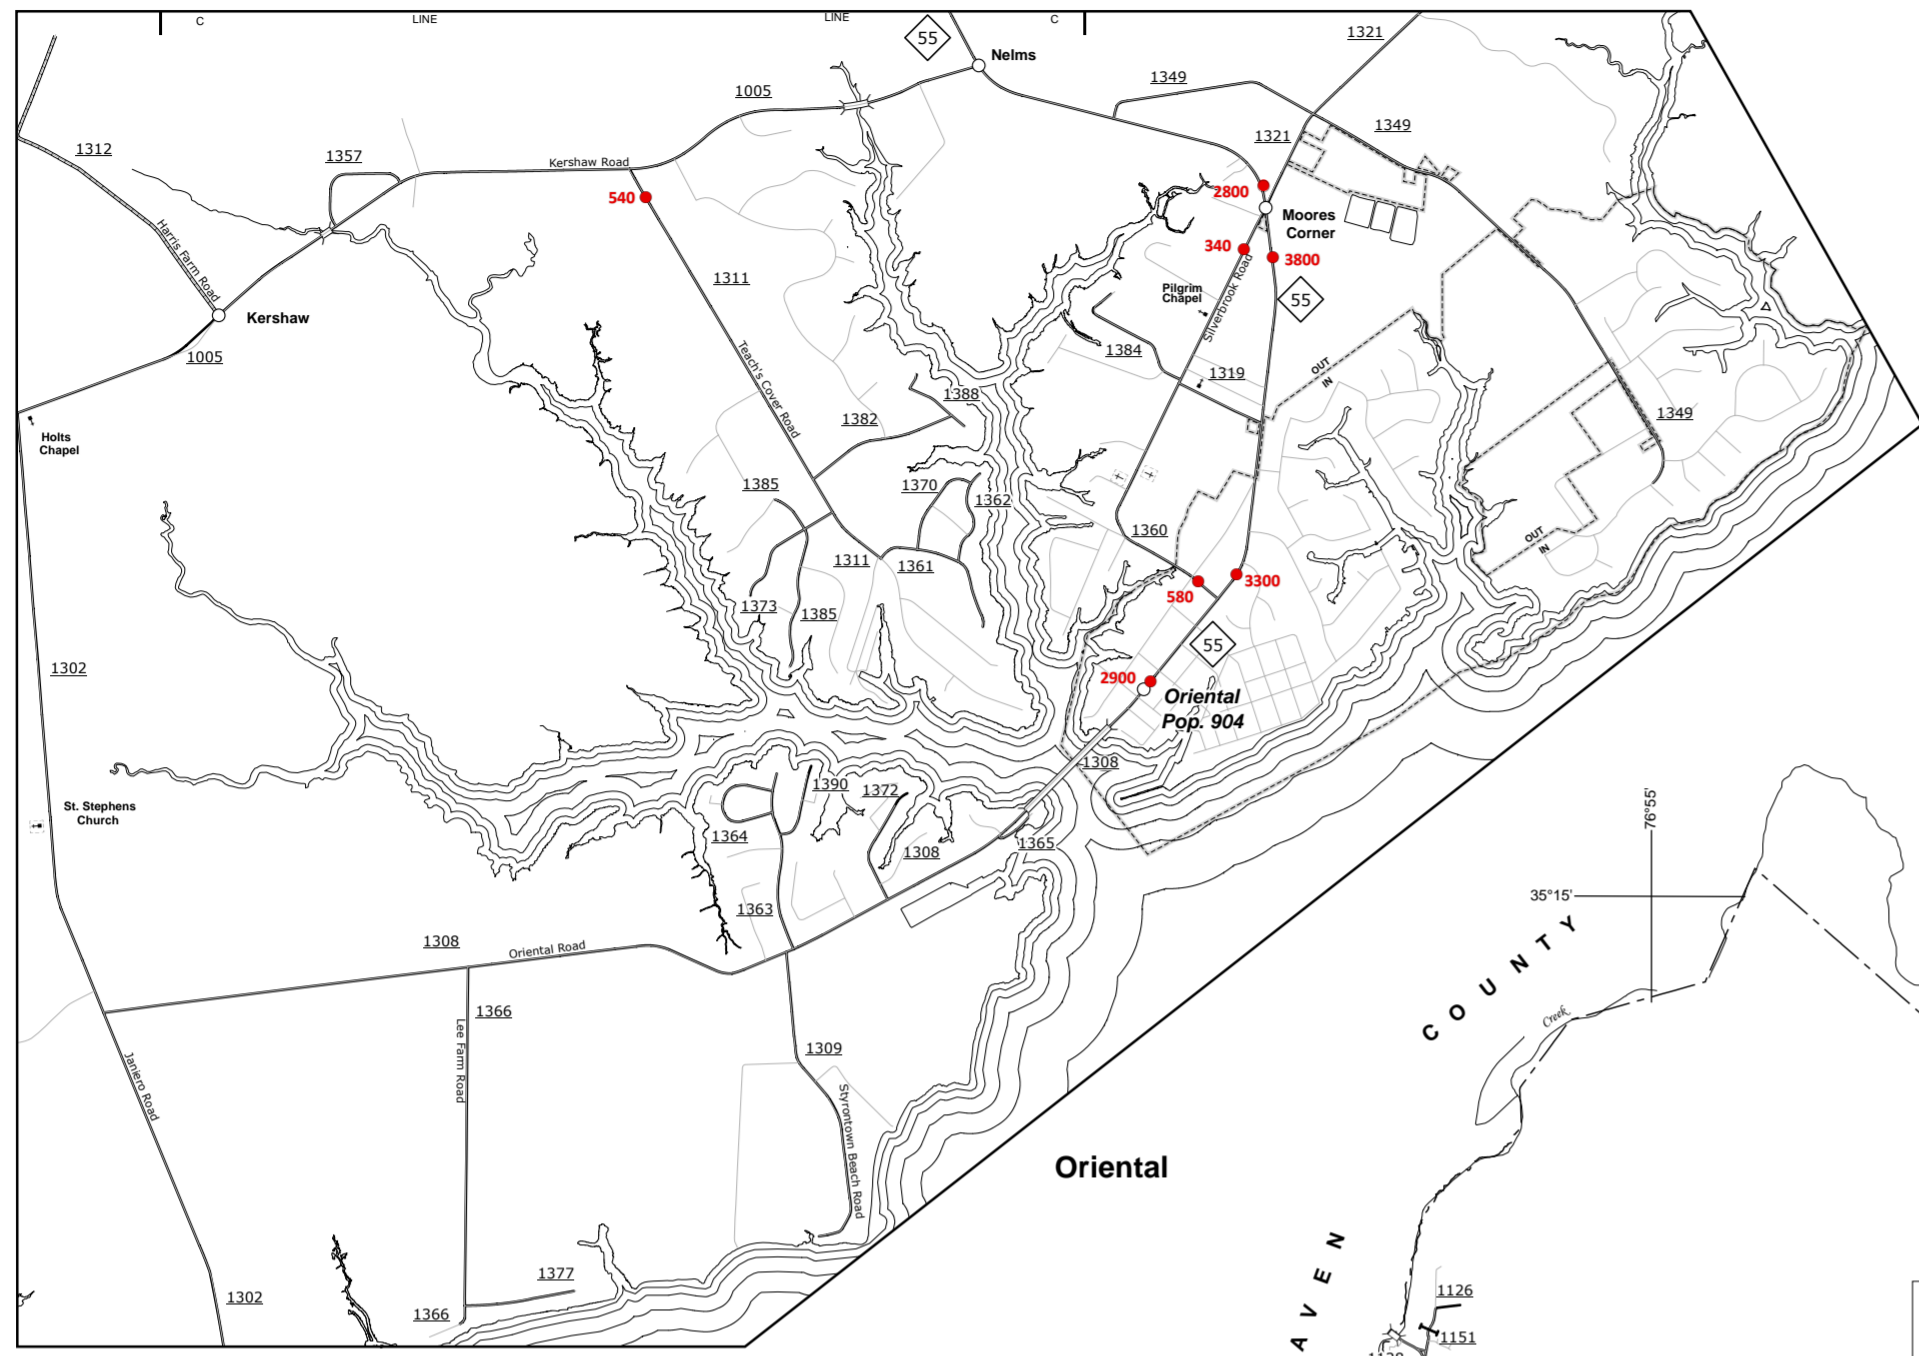 C
LINE
LINE
C
55
Nelms
1321
1349
1005
1312
1357
Kershaw Road
1321
1349
540
2800
Moores
Corner
Harris Farm Road
340
3800
1311
Pilgrim
Chapel
55
Silverbrook Road
Kershaw
1005
Teach's Cover Road
1384
1319
OUT
IN
1388
1382
1349
Holts
Chapel
1385
1370
1362
1360
OUT
IN
1311
1361
580
3300
1373
1385
55
1302
2900
Oriental
Pop. 904
1308
1390
1372
St. Stephens
Church
1364
1308
1365
76°55'
35°15'
1363
1308
Oriental Road
COUNTY
1366
Creek
Lee Farm Road
Janiero Road
1309
Styrontown Beach Road
Oriental
AVEN
1377
1302
1366
1126
1151